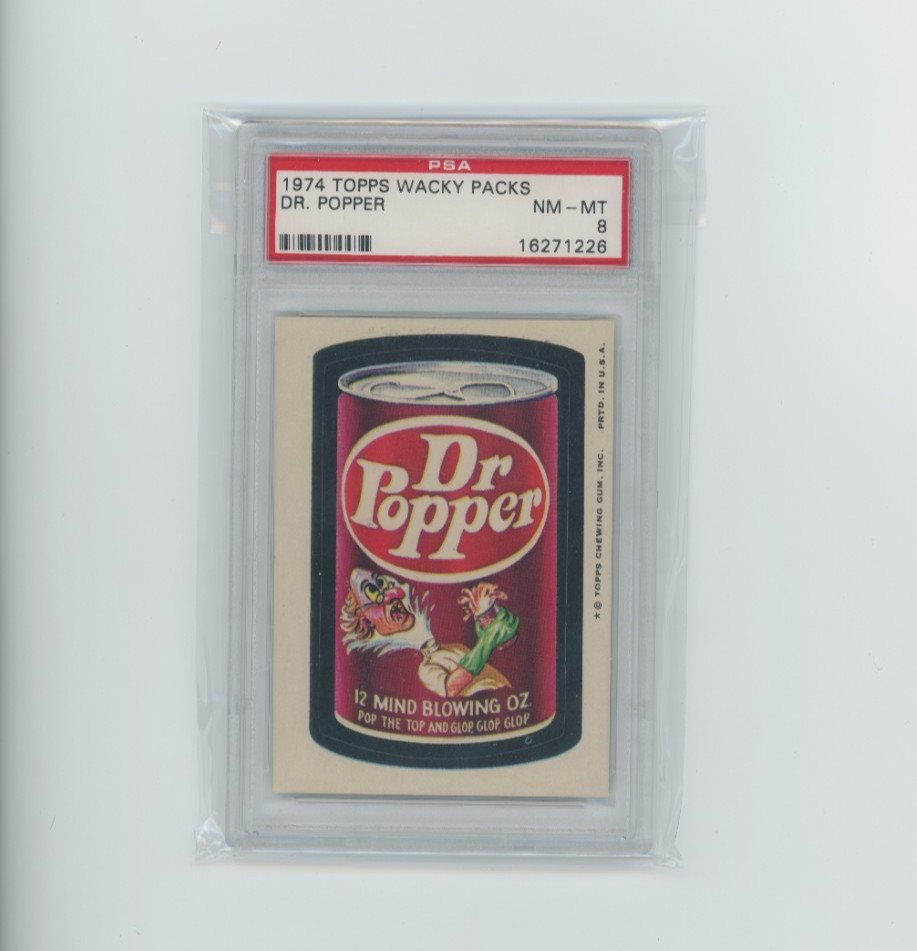 PSA
1974 TOPPS WACKY PACKS
DR. POPPER
NM-MT
8
16271226
Dr
Popper
12 MIND BLOWING OZ.
POP THE TOP AND GLOP, GLOP, GLOP
★ © TOPPS CHEWING GUM, INC. PRTD. IN U.S.A.